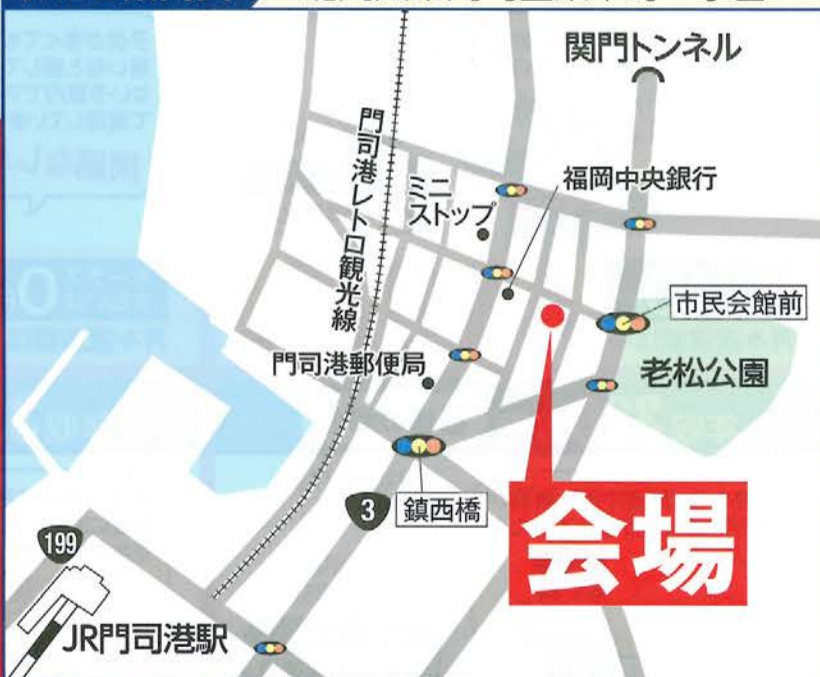 関門トンネル
門司港レトロ観光線
ミニ
ストップ
福岡中央銀行
市民会館前
門司港郵便局
老松公園
3
鎮西橋
会場
199
JR門司港駅